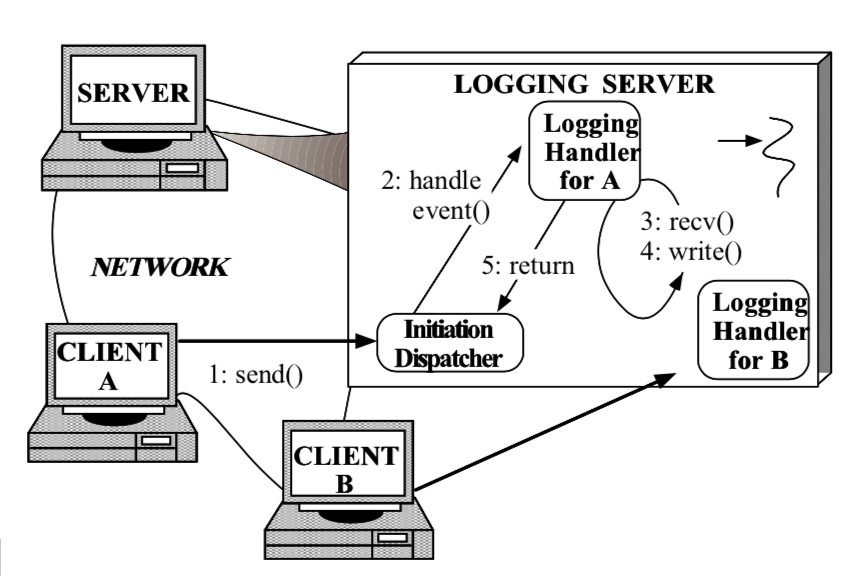 SERVER
LOGGING SERVER
Logging
Handler
for A
2: handle
event()
3: recv()
4: write()
5: return
NETWORK
Logging
Handler
for B
Initiation
Dispatcher
CLIENT
A
1: send()
CLIENT
B